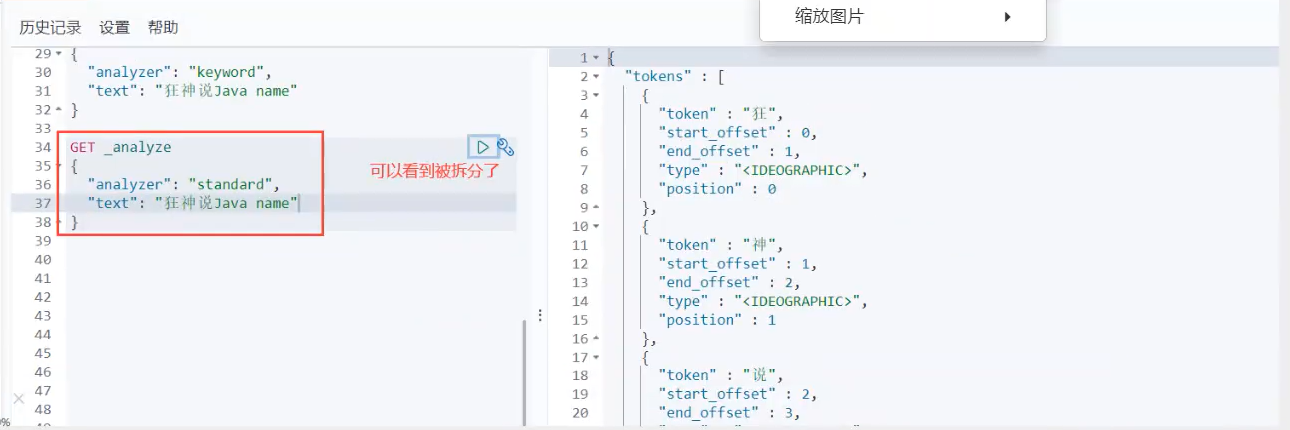 缩放图片
历史记录 设置 帮助
29 {
30 "analyzer": "keyword",
31 "text": "狂神说Java name"
32 }
33
34 GET _analyze
35 {
36 "analyzer": "standard",
37 "text": "狂神说Java name"
38 }
39
40
41
42
43
44
45
46
47
48
可以看到被拆分了
1 {
2 "tokens" : [
3 {
4 "token" : "狂",
5 "start_offset" : 0,
6 "end_offset" : 1,
7 "type" : "<IDEOGRAPHIC>",
8 "position" : 0
9 },
10 {
11 "token" : "神",
12 "start_offset" : 1,
13 "end_offset" : 2,
14 "type" : "<IDEOGRAPHIC>",
15 "position" : 1
16 },
17 {
18 "token" : "说",
19 "start_offset" : 2,
20 "end_offset" : 3,